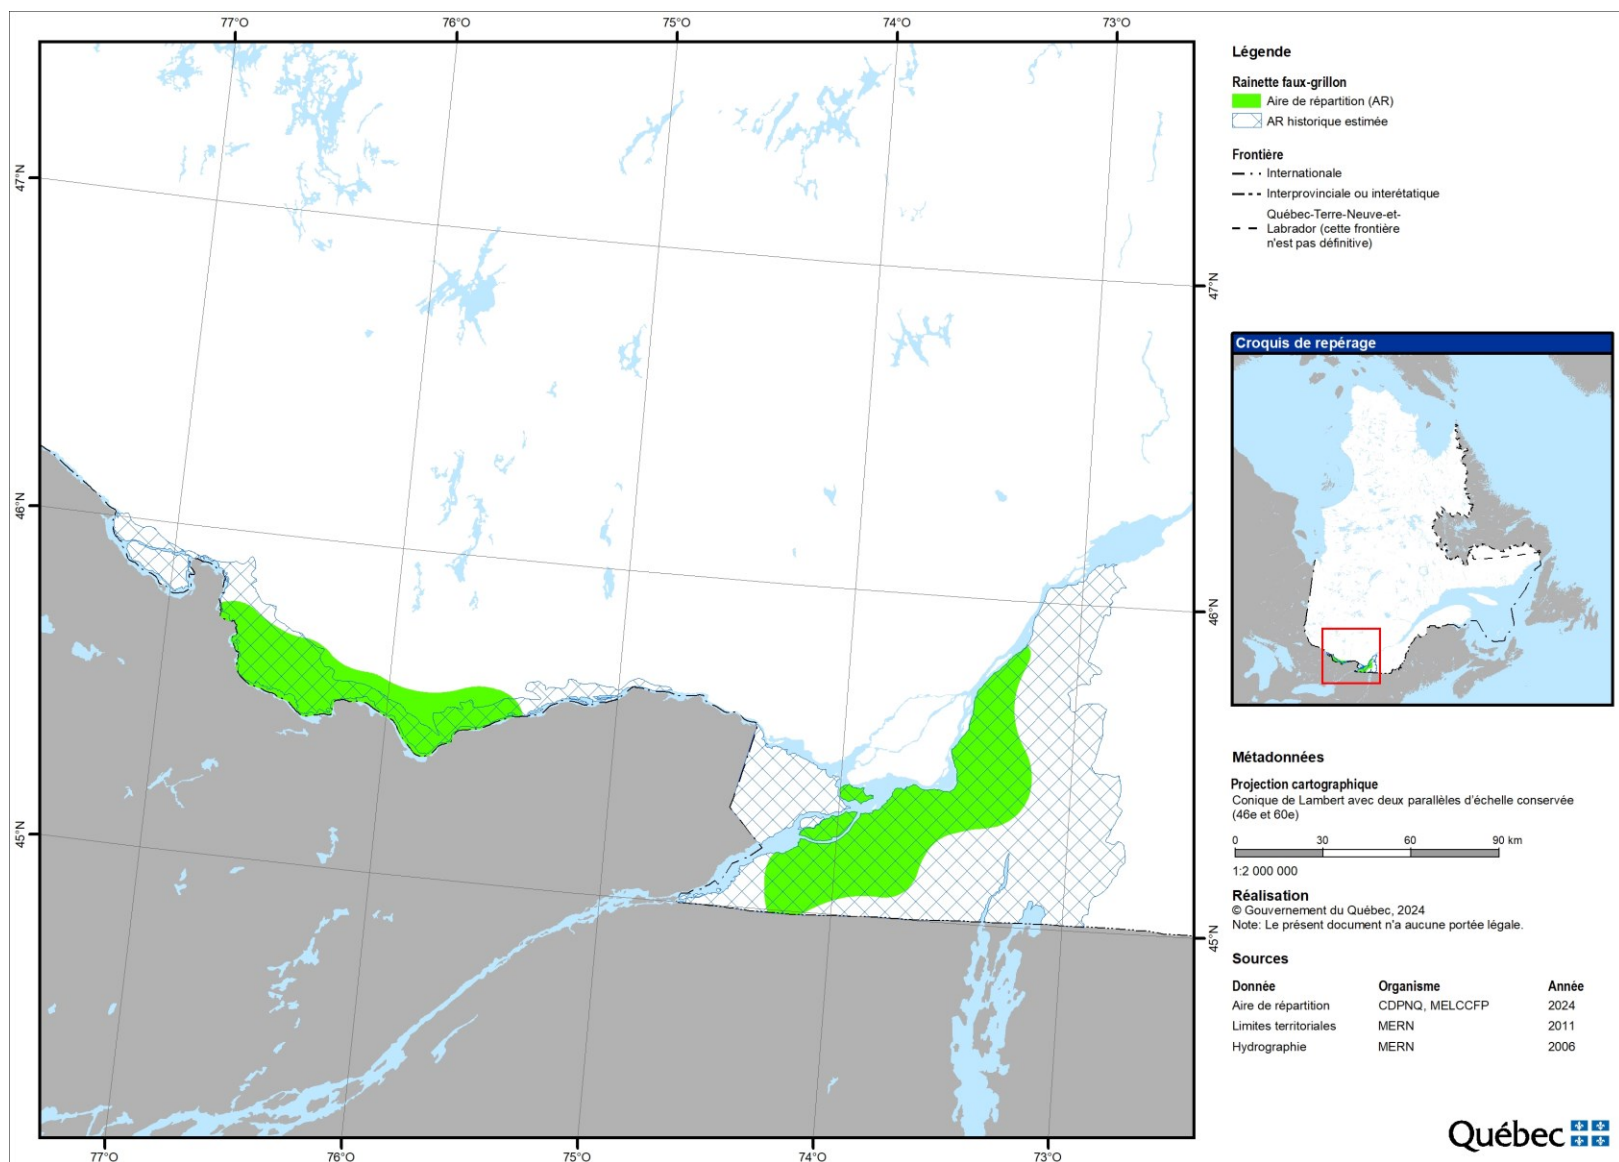 77°O
76°O
75°O
74°O
73°O
47°N
46°N
45°N
47°N
46°N
45°N
77°O
76°O
75°O
74°O
73°O
Légende
Rainette faux-grillon
Aire de répartition (AR)
AR historique estimée
Frontière
Internationale
Interprovinciale ou interétatique
Québec-Terre-Neuve-et-
Labrador (cette frontière
n'est pas définitive)
Croquis de repérage
Métadonnées
Projection cartographique
Conique de Lambert avec deux parallèles d'échelle conservée
(46e et 60e)
0 30 60 90 km
1:2 000 000
Réalisation
© Gouvernement du Québec, 2024
Note: Le présent document n'a aucune portée légale.
Sources
Donnée Organisme Année
Aire de répartition CDPNQ, MELCCFP 2024
Limites territoriales MERN 2011
Hydrographie MERN 2006
Québec